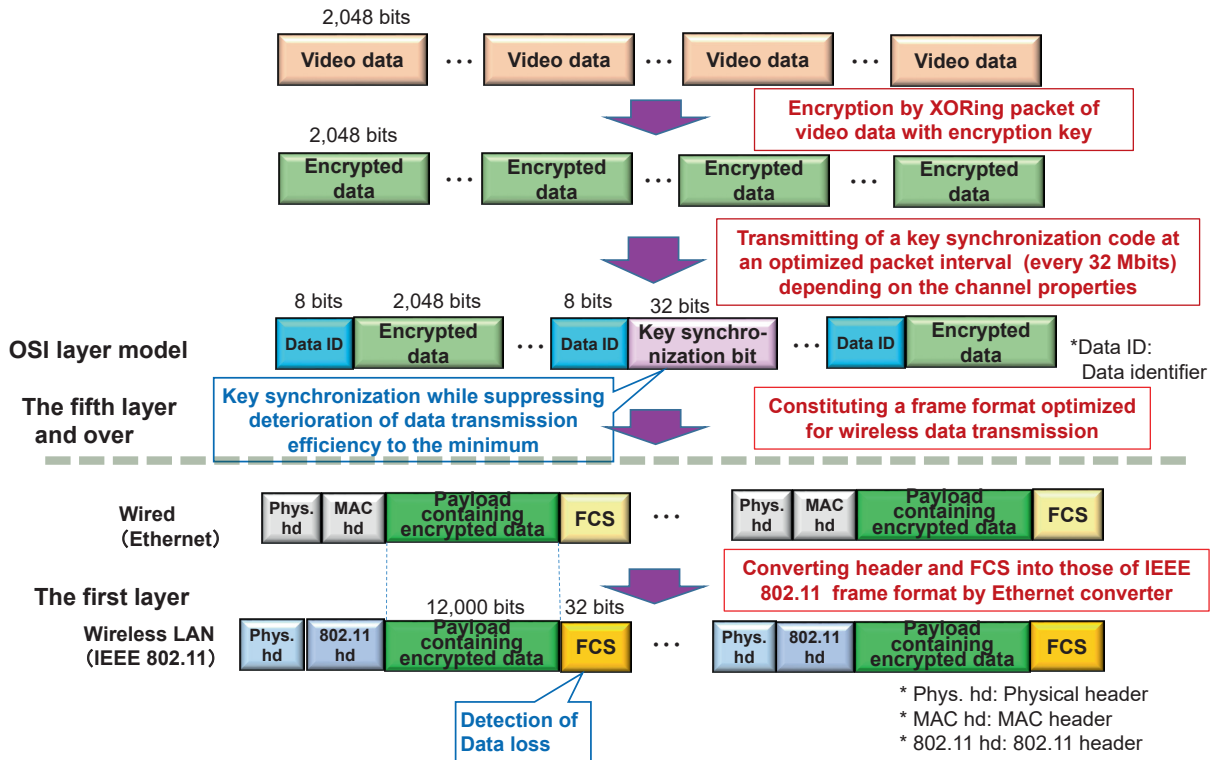 2,048 bits
Video data ... Video data ... Video data ... Video data
Encryption by XORing packet of
video data with encryption key
2,048 bits
Encrypted
data
...
Encrypted
data
...
Encrypted
data
...
Encrypted
data
Transmitting of a key synchronization code at
an optimized packet interval (every 32 Mbits)
depending on the channel properties
8 bits
2,048 bits
8 bits
32 bits
OSI layer model
Data ID
Encrypted
data
...
Data ID
Key synchro-
nization bit
...
Data ID
Encrypted
data
*Data ID:
Data identifier
Key synchronization while suppressing
deterioration of data transmission
efficiency to the minimum
The fifth layer
and over
Constituting a frame format optimized
for wireless data transmission
Wired
（Ethernet）
Phys.
hd
MAC
hd
Payload
containing
encrypted data
FCS
...
Phys.
hd
MAC
hd
Payload
containing
encrypted data
FCS
Converting header and FCS into those of IEEE
802.11 frame format by Ethernet converter
The first layer
12,000 bits
32 bits
Wireless LAN
（IEEE 802.11）
Phys.
hd
802.11
hd
Payload
containing
encrypted data
FCS
...
Phys.
hd
802.11
hd
Payload
containing
encrypted data
FCS
Detection of
Data loss
* Phys. hd: Physical header
* MAC hd: MAC header
* 802.11 hd: 802.11 header